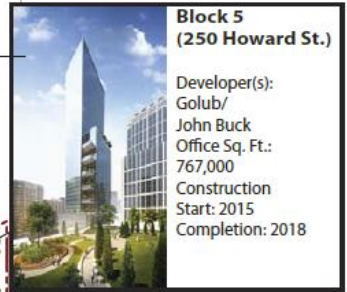 Block 5
(250 Howard St.)
Developer(s):
Golub/
John Buck
Office Sq. Ft.:
767,000
Construction
Start: 2015
Completion: 2018